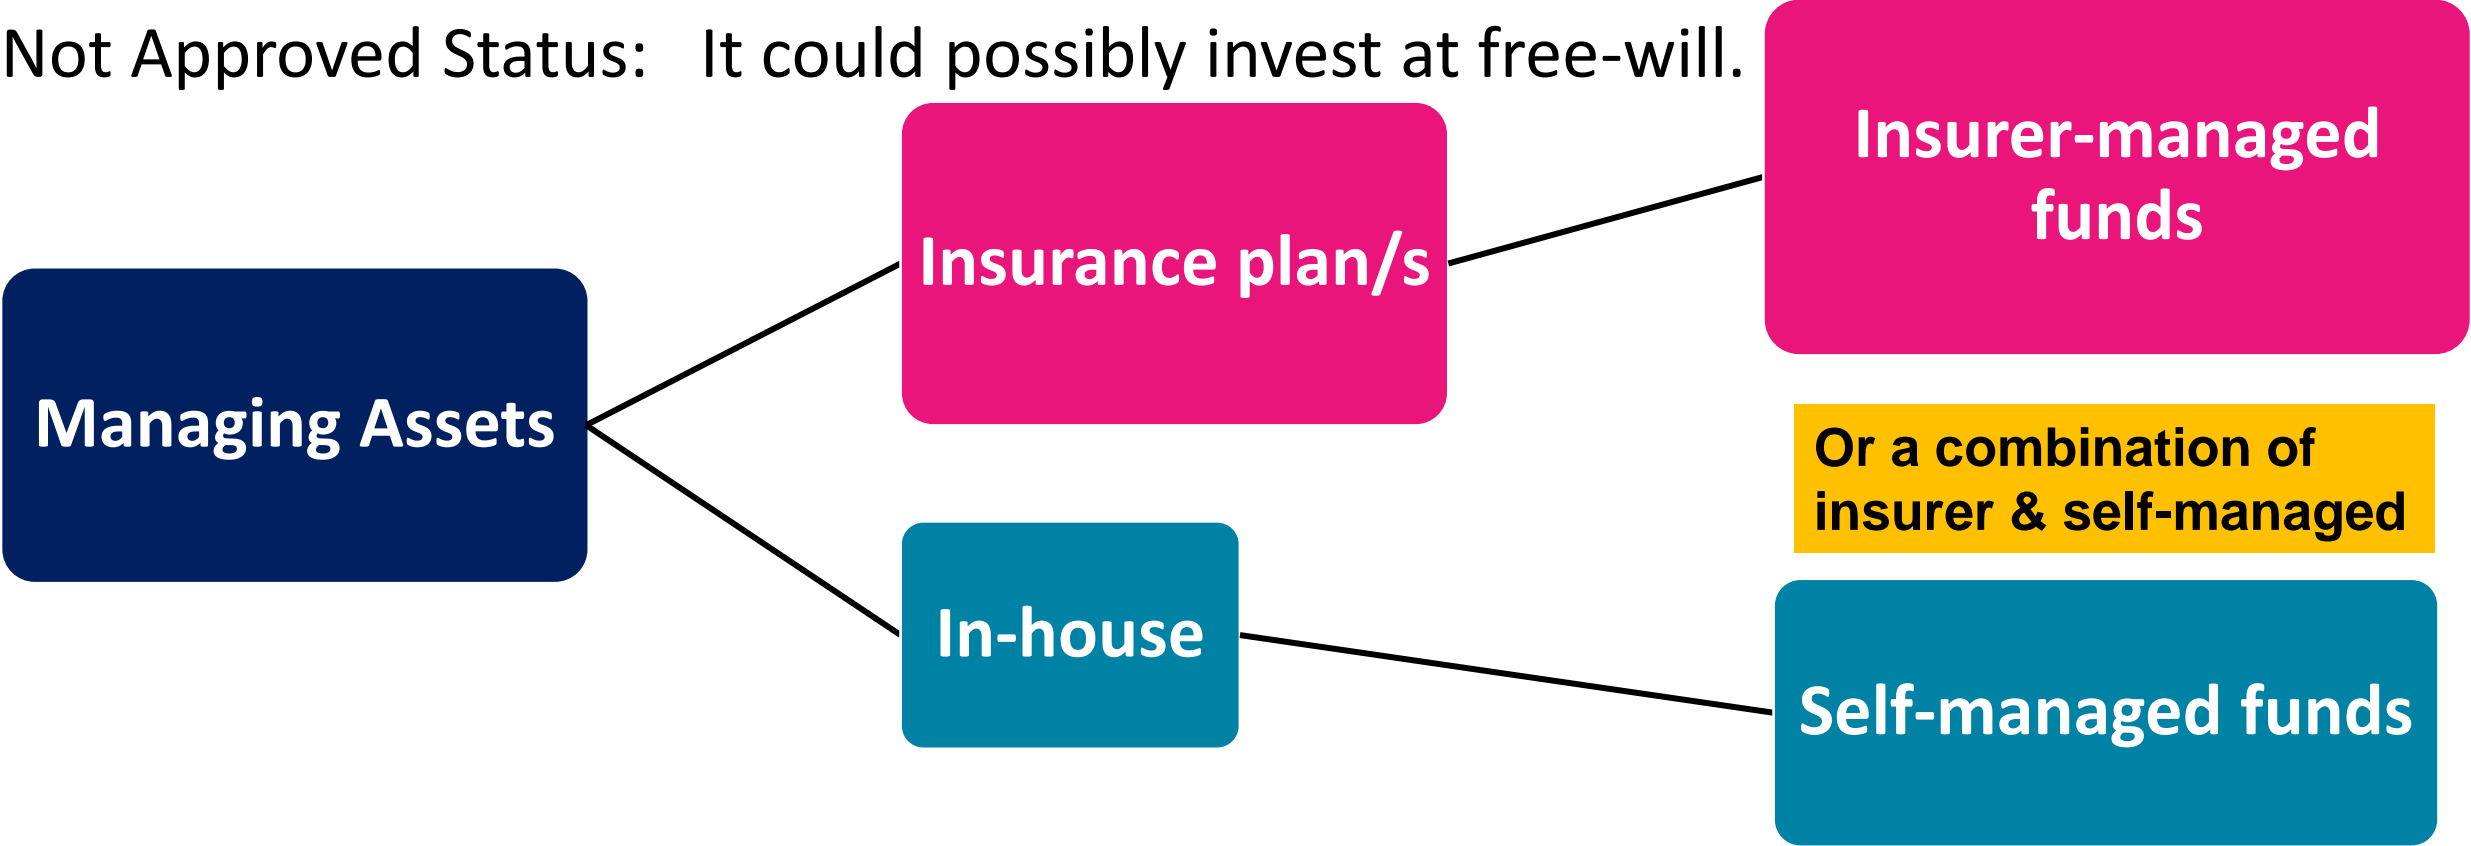 Not Approved Status: It could possibly invest at free-will.
Insurer-managed
funds
Insurance plan/s
Managing Assets
Or a combination of
insurer & self-managed
In-house
Self-managed funds